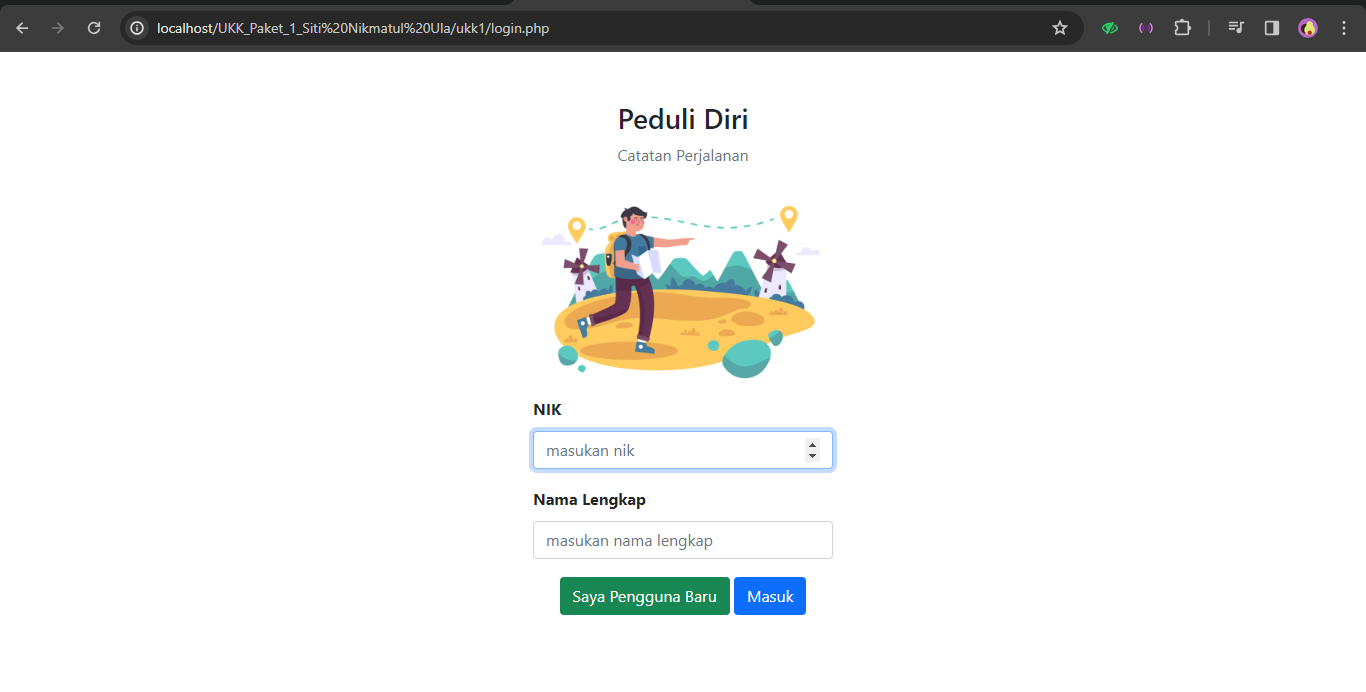 localhost/UKK_Paket_1_Siti%20Nikmatul%20Ula/ukk1/login.php
Peduli Diri
Catatan Perjalanan
NIK
masukan nik
Nama Lengkap
masukan nama lengkap
Saya Pengguna Baru Masuk